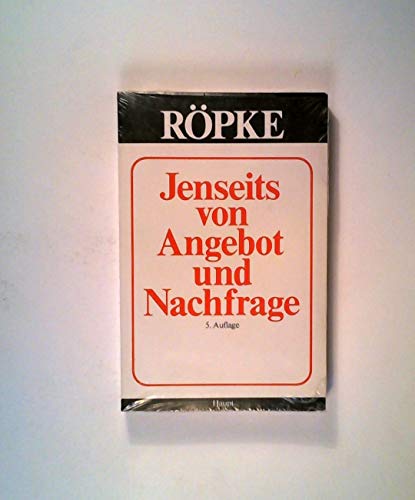 RÖPKE
Jenseits
von
Angebot
und
Nachfrage
5. Auflage
Haupt